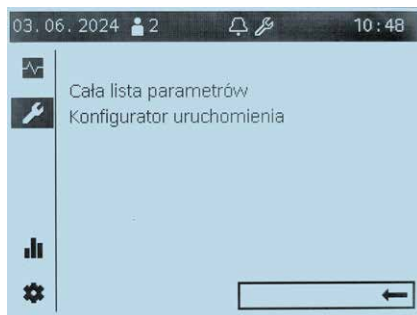 03. 06. 2024 2 10:48
Cała lista parametrów
Konfigurator uruchomienia